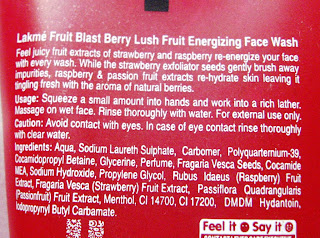 Lakmé Fruit Blast Berry Lush Fruit Energizing Face Wash
Feel juicy fruit extracts of strawberry and raspberry re-energize your face
with every wash. While the strawberry exfoliator seeds gently brush away
impurities, raspberry & passion fruit extracts re-hydrate skin leaving it
tingling fresh with the aroma of natural berries.
Usage: Squeeze a small amount into hands and work into a rich lather.
Massage on wet face. Rinse thoroughly with water. For external use only.
Caution: Avoid contact with eyes. In case of eye contact rinse thoroughly
with clear water.
Ingredients: Aqua, Sodium Laureth Sulphate, Carbomer, Polyquarternium-39,
Cocamidopropyl Betaine, Glycerine, Perfume, Fragaria Vesca Seeds, Cocamide
MEA, Sodium Hydroxide, Propylene Glycol, Rubus Idaeus (Raspberry) Fruit
Extract, Fragaria Vesca (Strawberry) Fruit Extract, Passiflora Quadrangularis
(Passionfruit) Fruit Extract, Menthol, CI 14700, CI 17200, DMDM Hydantoin,
Iodopropynyl Butyl Carbamate.
Feel it Say it